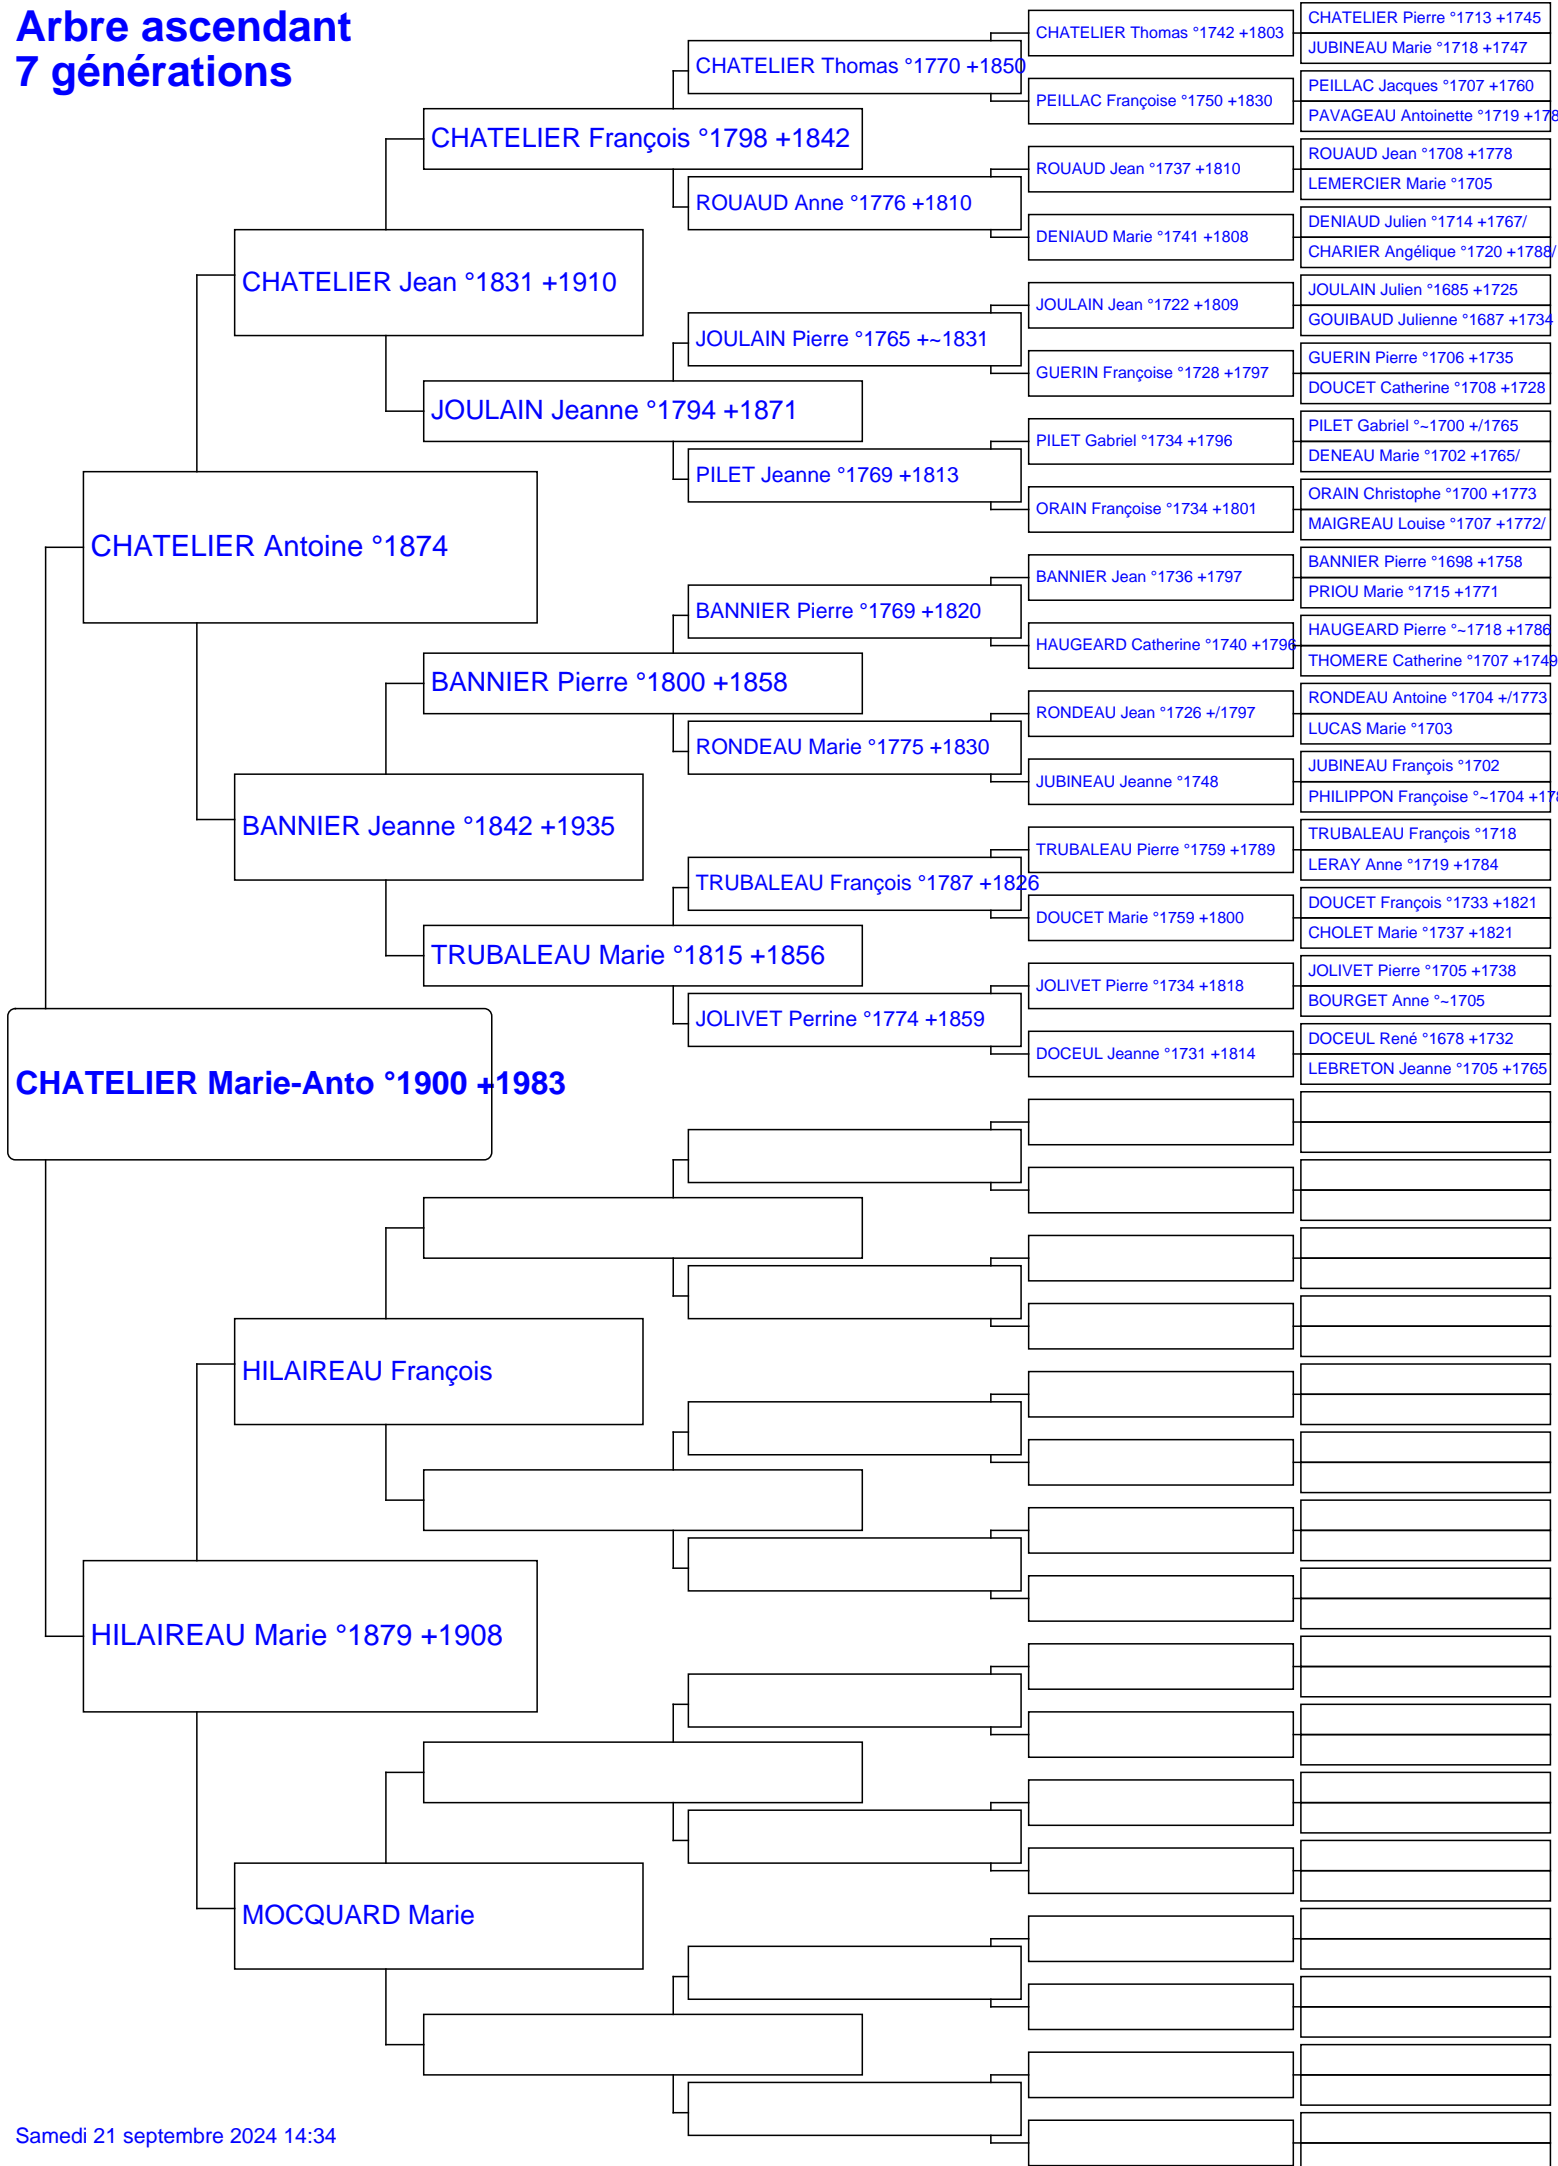 Arbre ascendant
7 générations
CHATELIER Marie-Anto °1900 +1983
CHATELIER Antoine °1874
HILAIREAU Marie °1879 +1908
CHATELIER Jean °1831 +1910
BANNIER Jeanne °1842 +1935
HILAIREAU François
MOCQUARD Marie
CHATELIER François °1798 +1842
JOULAIN Jeanne °1794 +1871
BANNIER Pierre °1800 +1858
TRUBALEAU Marie °1815 +1856
CHATELIER Thomas °1770 +1850
ROUAUD Anne °1776 +1810
JOULAIN Pierre °1765 +~1831
PILET Jeanne °1769 +1813
BANNIER Pierre °1769 +1820
RONDEAU Marie °1775 +1830
TRUBALEAU François °1787 +1826
JOLIVET Perrine °1774 +1859
CHATELIER Thomas °1742 +1803
PEILLAC Françoise °1750 +1830
ROUAUD Jean °1737 +1810
DENIAUD Marie °1741 +1808
JOULAIN Jean °1722 +1809
GUERIN Françoise °1728 +1797
PILET Gabriel °1734 +1796
ORAIN Françoise °1734 +1801
BANNIER Jean °1736 +1797
HAUGEARD Catherine °1740 +1796
RONDEAU Jean °1726 +/1797
JUBINEAU Jeanne °1748
TRUBALEAU Pierre °1759 +1789
DOUCET Marie °1759 +1800
JOLIVET Pierre °1734 +1818
DOCEUL Jeanne °1731 +1814
CHATELIER Pierre °1713 +1745
JUBINEAU Marie °1718 +1747
PEILLAC Jacques °1707 +1760
PAVAGEAU Antoinette °1719 +178
ROUAUD Jean °1708 +1778
LEMERCIER Marie °1705
DENIAUD Julien °1714 +1767/
CHARIER Angélique °1720 +1788/
JOULAIN Julien °1685 +1725
GOUIBAUD Julienne °1687 +1734
GUERIN Pierre °1706 +1735
DOUCET Catherine °1708 +1728
PILET Gabriel °~1700 +/1765
DENEAU Marie °1702 +1765/
ORAIN Christophe °1700 +1773
MAIGREAU Louise °1707 +1772/
BANNIER Pierre °1698 +1758
PRIOU Marie °1715 +1771
HAUGEARD Pierre °~1718 +1786
THOMERE Catherine °1707 +1749
RONDEAU Antoine °1704 +/1773
LUCAS Marie °1703
JUBINEAU François °1702
PHILIPPON Françoise °~1704 +178
TRUBALEAU François °1718
LERAY Anne °1719 +1784
DOUCET François °1733 +1821
CHOLET Marie °1737 +1821
JOLIVET Pierre °1705 +1738
BOURGET Anne °~1705
DOCEUL René °1678 +1732
LEBRETON Jeanne °1705 +1765
Samedi 21 septembre 2024 14:34